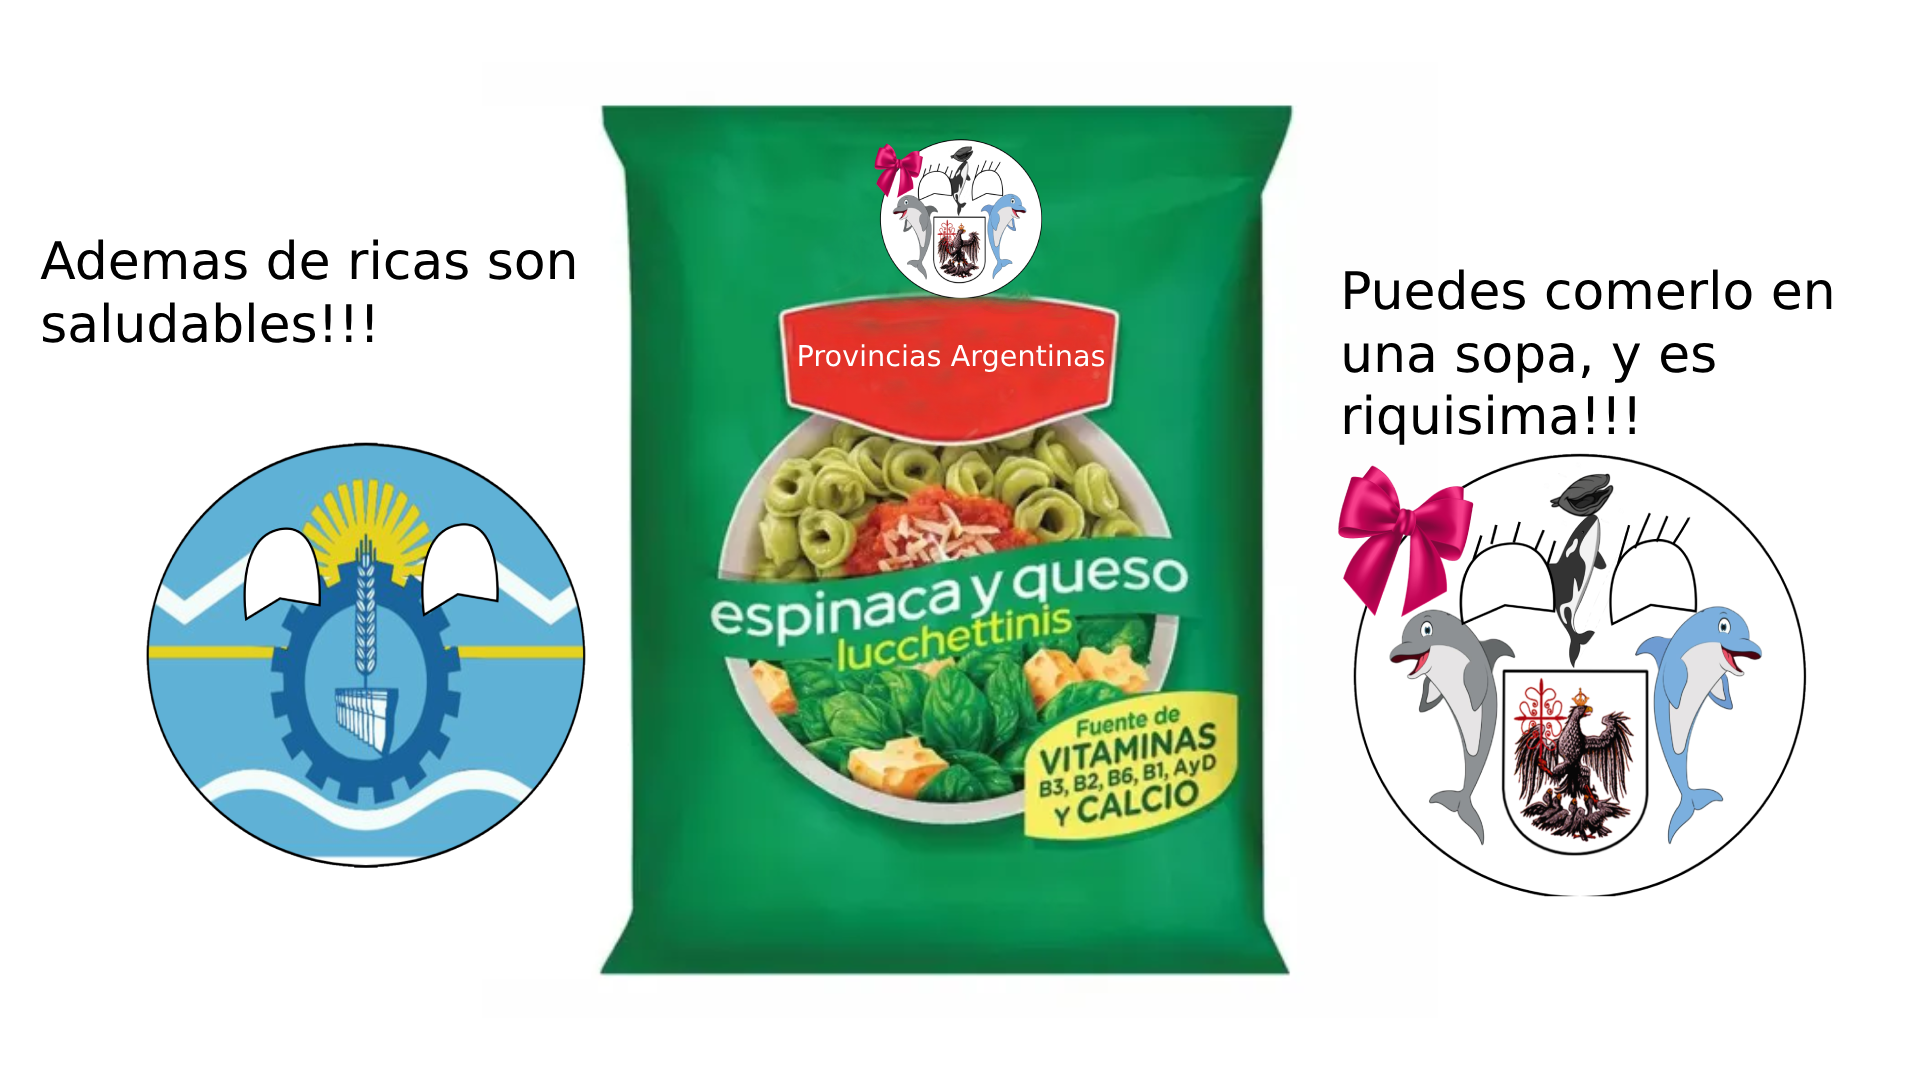 Ademas de ricas son
saludables!!!
Provincias Argentinas
espinaca y queso
lucchettinis
Fuente de
VITAMINAS
B3, B2, B6, B1, A y D
Y CALCIO
Puedes comerlo en
una sopa, y es
riquisima!!!